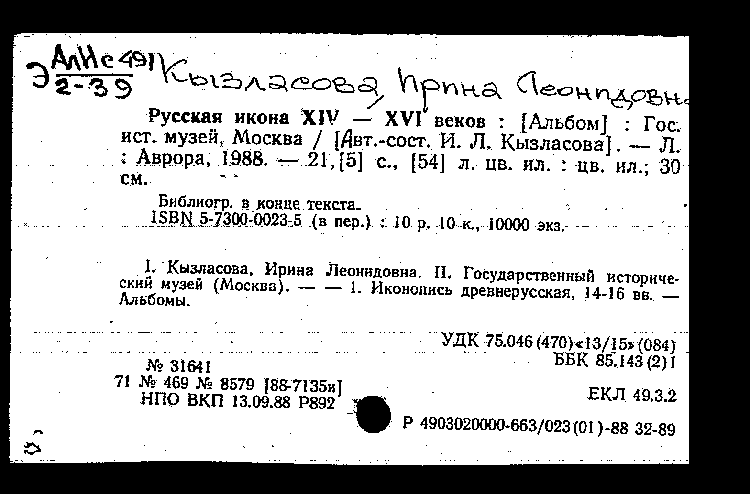 Э АлИс491
2-39
Кызласова, Ирина Леонидовн
Русская икона XIV — XVI веков : [Альбом] : Гос.
ист. музей, Москва / [Авт.-сост. И. Л. Кызласова]. — Л.
: Аврора, 1988. — 21,[5] с., [54] л. цв. ил. : цв. ил.; 30
см.
Библиогр. в конце текста.
ISBN 5-7300-0023-5 (в пер.) : 10 р. 10 к., 10000 экз.
I. Кызласова, Ирина Леонидовна. II. Государственный историче-
ский музей (Москва). — — 1. Иконопись древнерусская, 14-16 вв. —
Альбомы.
УДК 75.046(470)«13/15»(084)
ББК 85.143(2)1
№ 31641
71 № 469 № 8579 [88-7135и]
НПО ВКП 13.09.88 Р892
ЕКЛ 49.3.2
Р 4903020000-663/023(01)-88 32-89